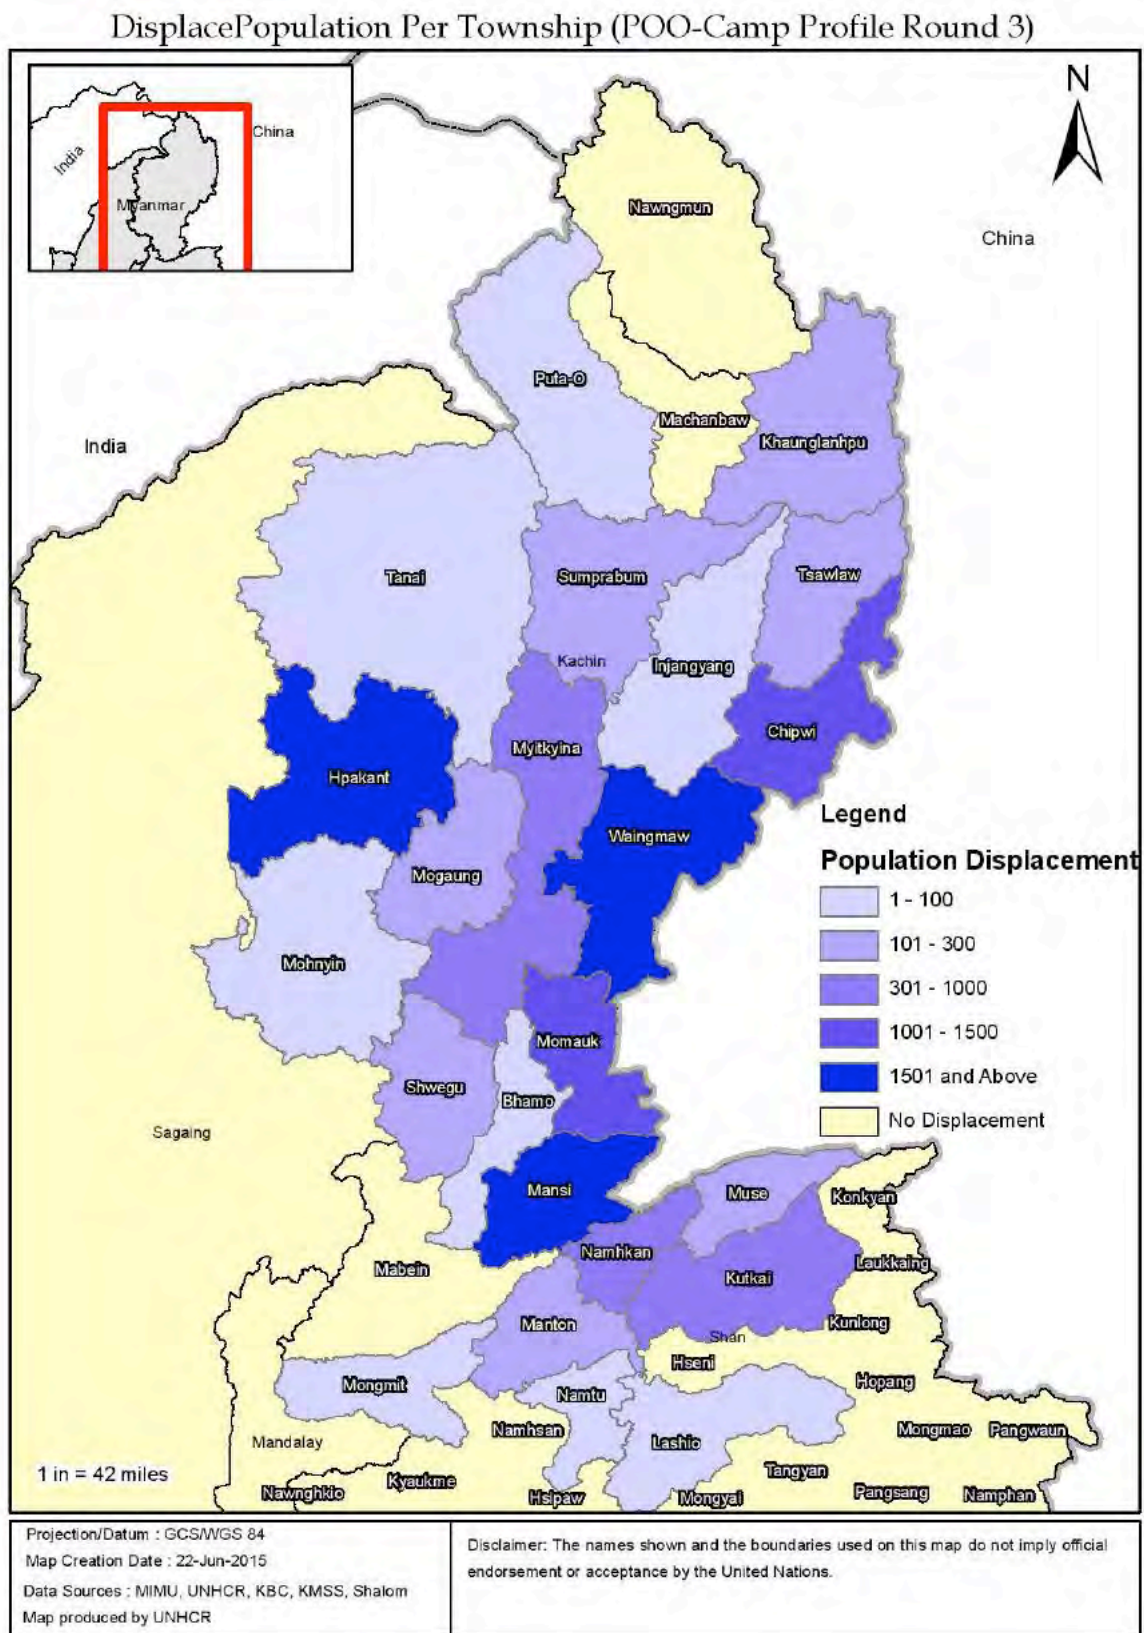 DisplacePopulation Per Township (POO-Camp Profile Round 3)
China
India
Myanmar
N
Nawngmun
China
Puta-O
Machanbaw
India
Khaunglanhpu
Tanai
Sumprabum
Tsawlaw
Kachin
Injangyang
Myitkyina
Chipwi
Hpakant
Waingmaw
Mogaung
Mohnyin
Momauk
Shwegu
Bhamo
Sagaing
Mansi
Muse
Konkyan
Namhkan
Laukkaing
Mabein
Kutkai
Manton
Kunlong
Shan
Hseni
Mongmit
Namtu
Hopang
Namhsan
Mongmao
Pangwaun
Mandalay
Lashio
Tangyan
Kyaukme
Nawnghkio
Hsipaw
Mongyai
Pangsang
Namphan
Legend
Population Displacement
1 - 100
101 - 300
301 - 1000
1001 - 1500
1501 and Above
No Displacement
1 in = 42 miles
Projection/Datum : GCS/WGS 84
Map Creation Date : 22-Jun-2015
Data Sources : MIMU, UNHCR, KBC, KMSS, Shalom
Map produced by UNHCR
Disclaimer: The names shown and the boundaries used on this map do not imply official
endorsement or acceptance by the United Nations.